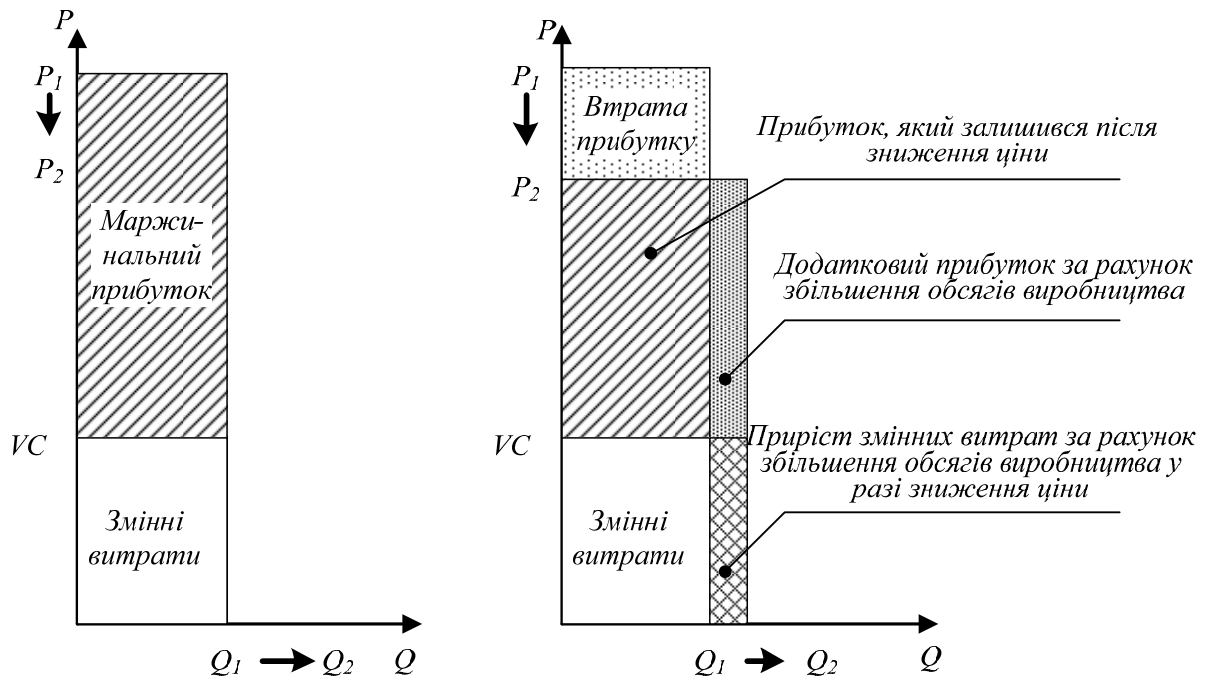 P
P1
P2
Маржи-
нальний
прибуток
VC
Змінні
витрати
Q1
Q2
Q
P
P1
Втрата
прибутку
P2
Прибуток, який залишився після
зниження ціни
Додатковий прибуток за рахунок
збільшення обсягів виробництва
Приріст змінних витрат за рахунок
збільшення обсягів виробництва у
разі зниження ціни
VC
Змінні
витрати
Q1
Q2
Q